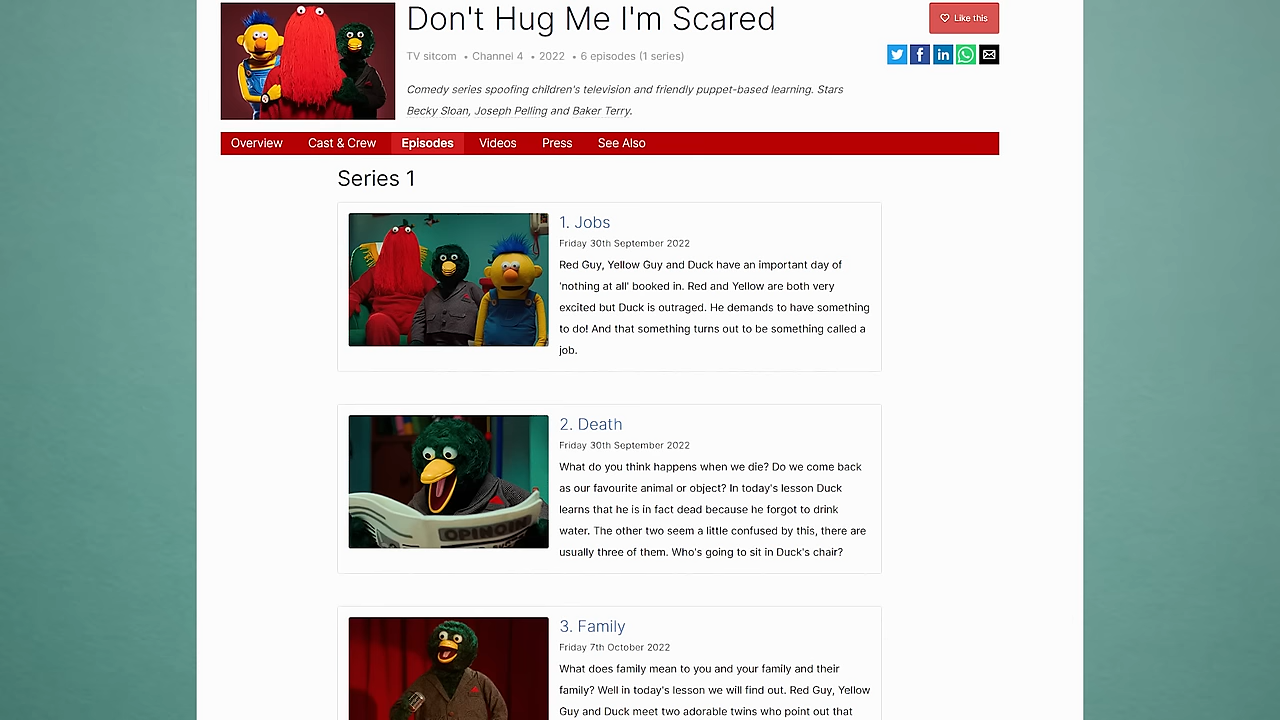 Don't Hug Me I'm Scared
Like this
TV sitcom • Channel 4 • 2022 • 6 episodes (1 series)
Comedy series spoofing children's television and friendly puppet-based learning. Stars
Becky Sloan, Joseph Pelling and Baker Terry.
Overview Cast & Crew Episodes Videos Press See Also
Series 1
1. Jobs
Friday 30th September 2022
Red Guy, Yellow Guy and Duck have an important day of
'nothing at all' booked in. Red and Yellow are both very
excited but Duck is outraged. He demands to have something
to do! And that something turns out to be something called a
job.
2. Death
Friday 30th September 2022
What do you think happens when we die? Do we come back
as our favourite animal or object? In today's lesson Duck
learns that he is in fact dead because he forgot to drink
water. The other two seem a little confused by this, there are
usually three of them. Who's going to sit in Duck's chair?
OPINOIN
3. Family
Friday 7th October 2022
What does family mean to you and your family and their
family? Well in today's lesson we will find out. Red Guy, Yellow
Guy and Duck meet two adorable twins who point out that